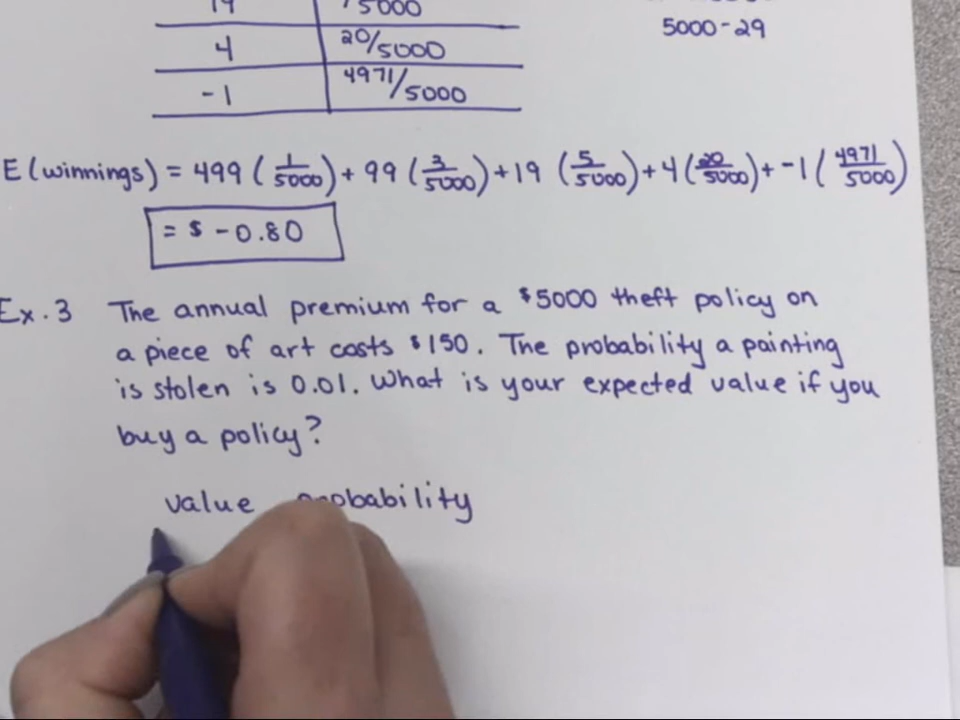 19 /5000
5000-29
4 20/5000
-1 4971/5000
E(winnings) = 499 (1/5000) + 99 (3/5000) + 19 (5/5000) + 4 (20/5000) + -1 (4971/5000)
= $ -0.80
Ex. 3 The annual premium for a $5000 theft policy on
a piece of art costs $150. The probability a painting
is stolen is 0.01. What is your expected value if you
buy a policy?
value probability